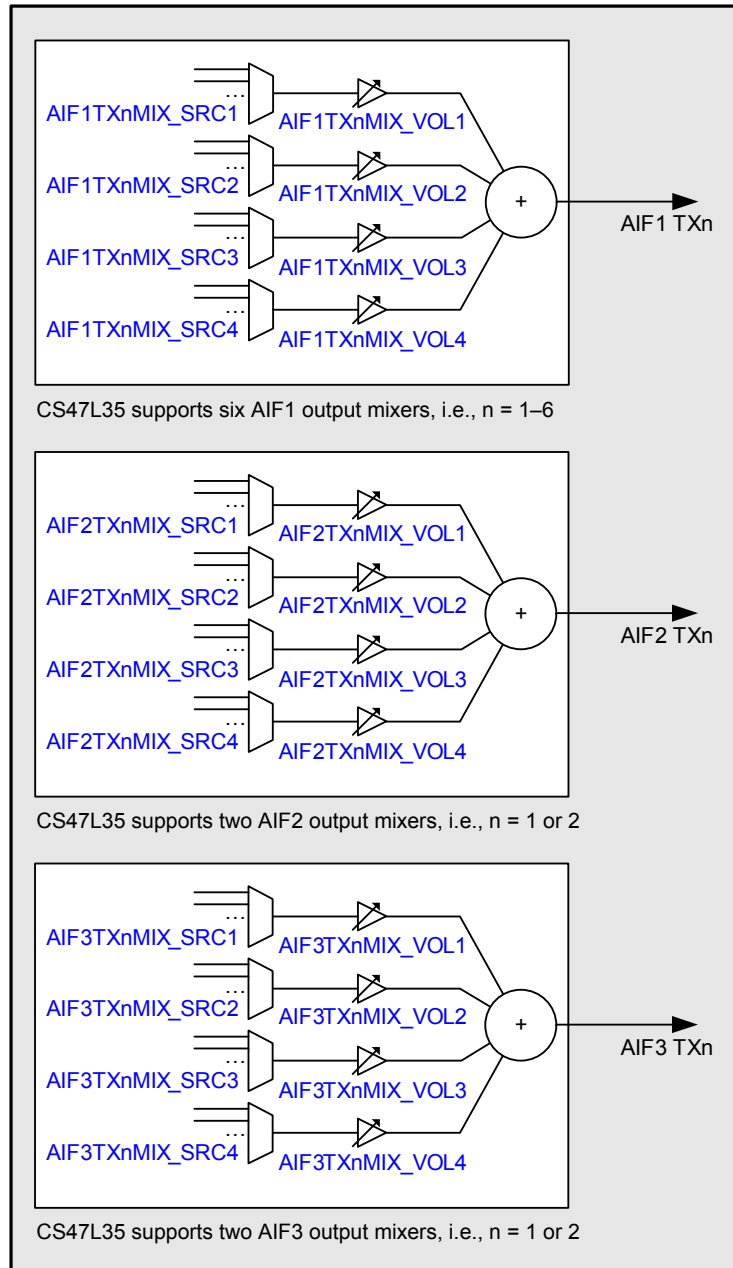 ...
AIF1TXnMIX_SRC1
AIF1TXnMIX_VOL1
...
AIF1TXnMIX_SRC2
AIF1TXnMIX_VOL2
...
AIF1TXnMIX_SRC3
AIF1TXnMIX_VOL3
...
AIF1TXnMIX_SRC4
AIF1TXnMIX_VOL4
+
AIF1 TXn
CS47L35 supports six AIF1 output mixers, i.e., n = 1–6
...
AIF2TXnMIX_SRC1
AIF2TXnMIX_VOL1
...
AIF2TXnMIX_SRC2
AIF2TXnMIX_VOL2
...
AIF2TXnMIX_SRC3
AIF2TXnMIX_VOL3
...
AIF2TXnMIX_SRC4
AIF2TXnMIX_VOL4
+
AIF2 TXn
CS47L35 supports two AIF2 output mixers, i.e., n = 1 or 2
...
AIF3TXnMIX_SRC1
AIF3TXnMIX_VOL1
...
AIF3TXnMIX_SRC2
AIF3TXnMIX_VOL2
...
AIF3TXnMIX_SRC3
AIF3TXnMIX_VOL3
...
AIF3TXnMIX_SRC4
AIF3TXnMIX_VOL4
+
AIF3 TXn
CS47L35 supports two AIF3 output mixers, i.e., n = 1 or 2